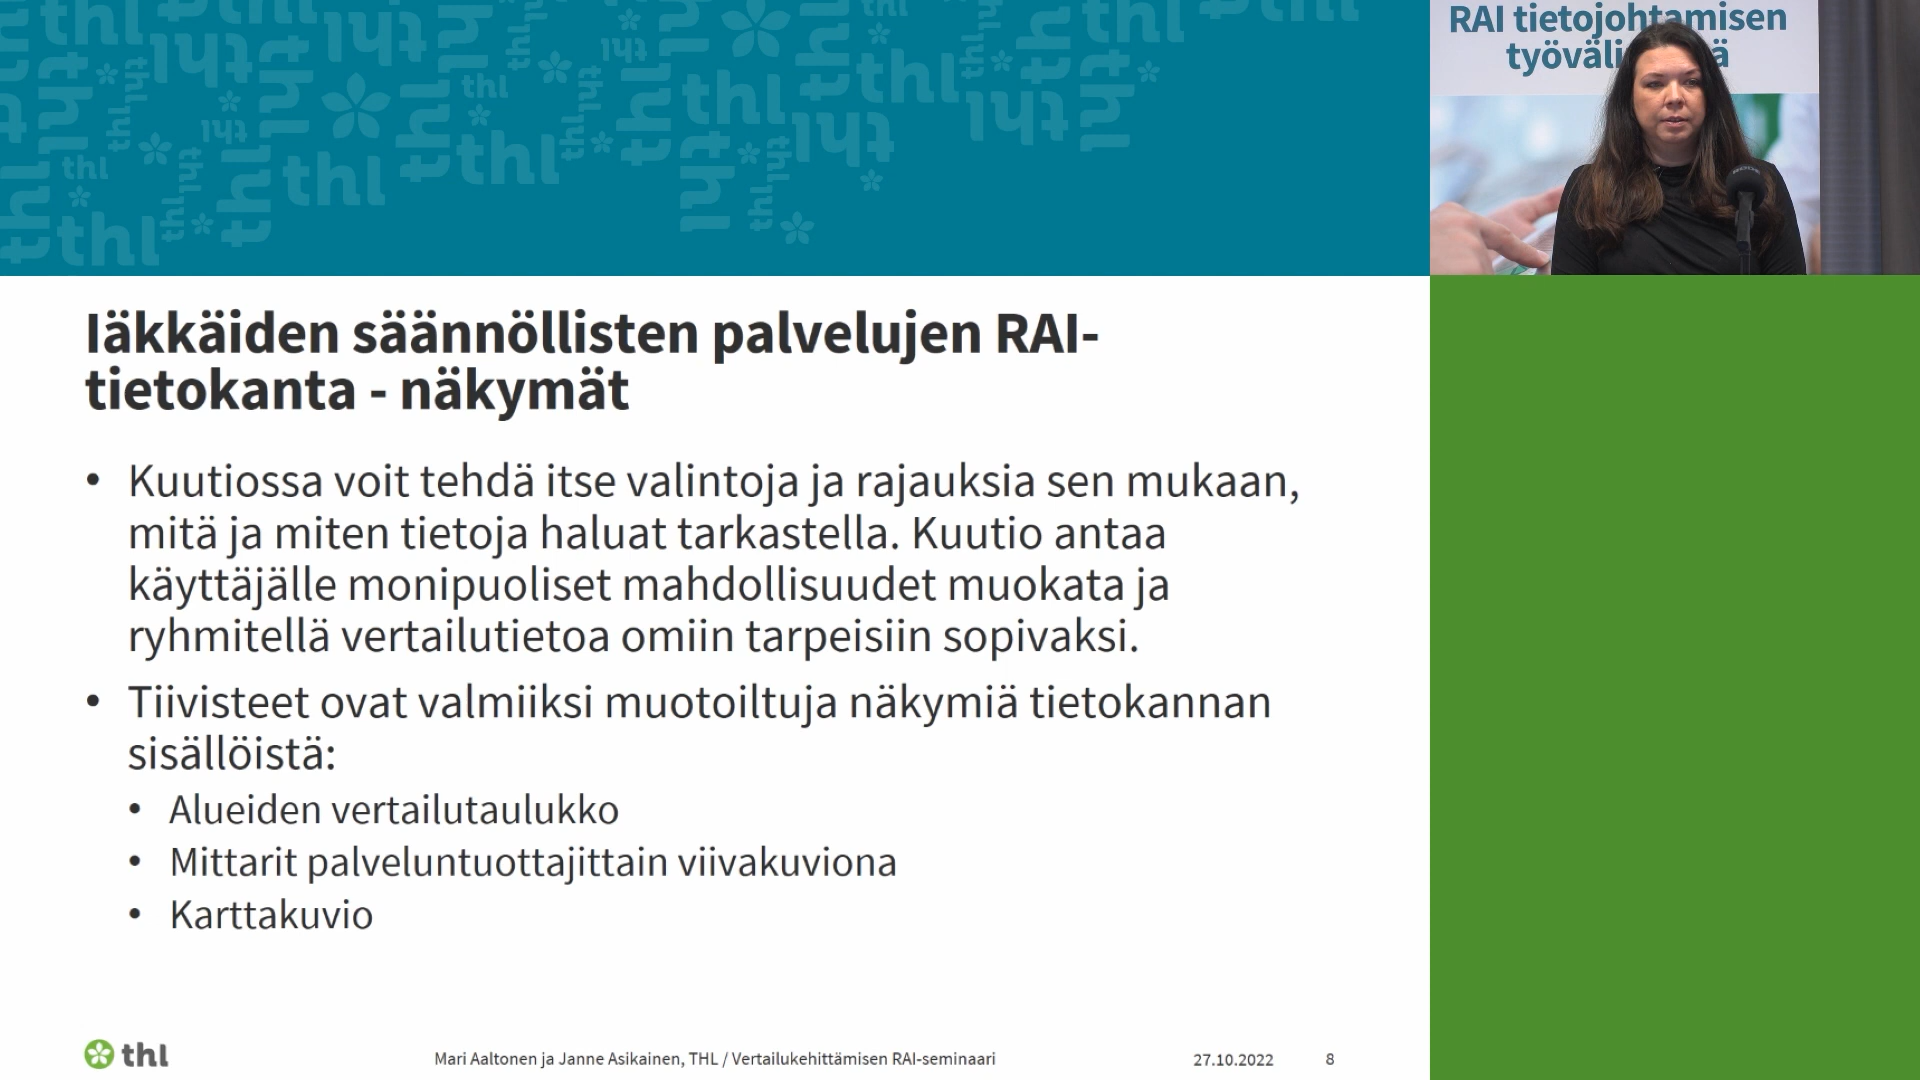 RAI tietojohtamisen
Iäkkäiden säännöllisten palvelujen RAI-
tietokanta - näkymät
• Kuutiossa voit tehdä itse valintoja ja rajauksia sen mukaan,
mitä ja miten tietoja haluat tarkastella. Kuutio antaa
käyttäjälle monipuoliset mahdollisuudet muokata ja
ryhmitellä vertailutietoa omiin tarpeisiin sopivaksi.
• Tiivisteet ovat valmiiksi muotoiltuja näkymiä tietokannan
sisällöistä:
• Alueiden vertailutaulukko
• Mittarit palveluntuottajittain viivakuviona
• Karttakuvio
thl
Mari Aaltonen ja Janne Asikainen, THL / Vertailukehittämisen RAI-seminaari
27.10.2022
8